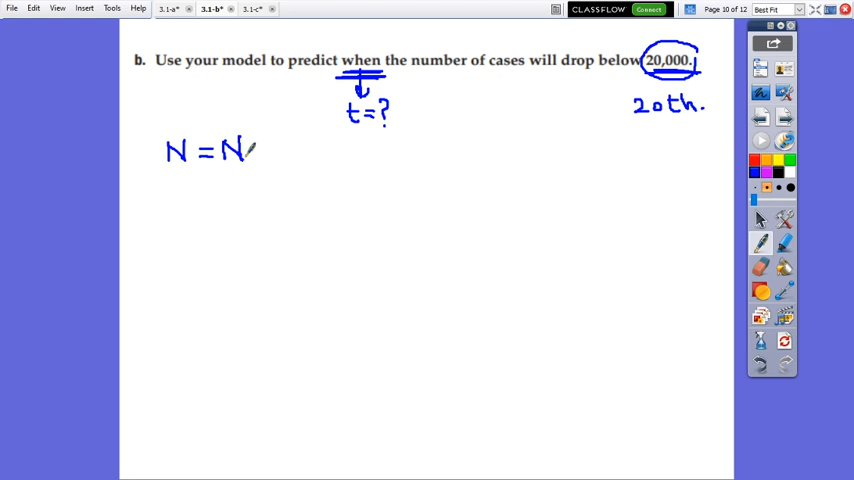 File Edit View Insert Tools Help 3.1-a* 3.1-b* 3.1-c* CLASSFLOW Connect Page 10 of 12 Best Fit
b. Use your model to predict when the number of cases will drop below 20,000.
t=? 20th.
N = N